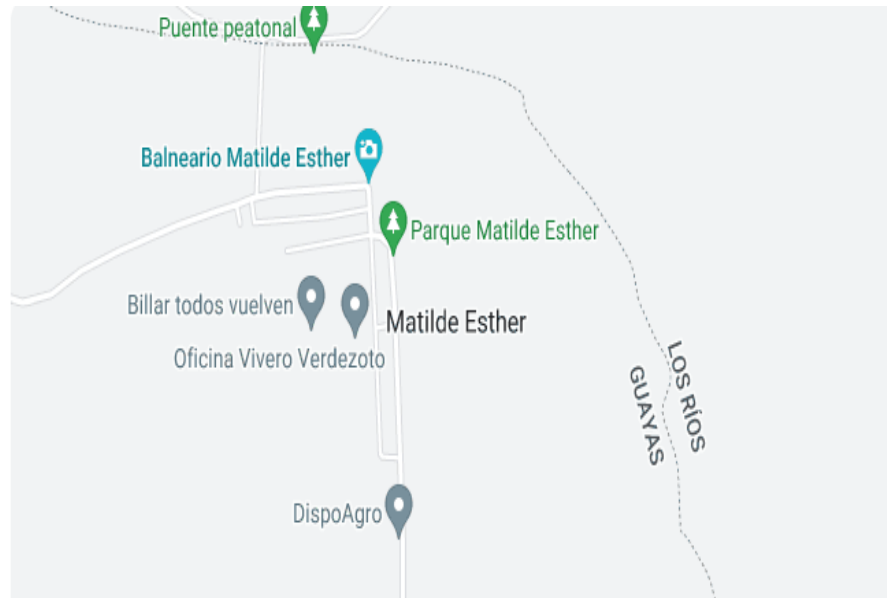 Puente peatonal
Balneario Matilde Esther
Parque Matilde Esther
Billar todos vuelven
Matilde Esther
Oficina Vivero Verdezoto
LOS RÍOS
GUAYAS
DispoAgro